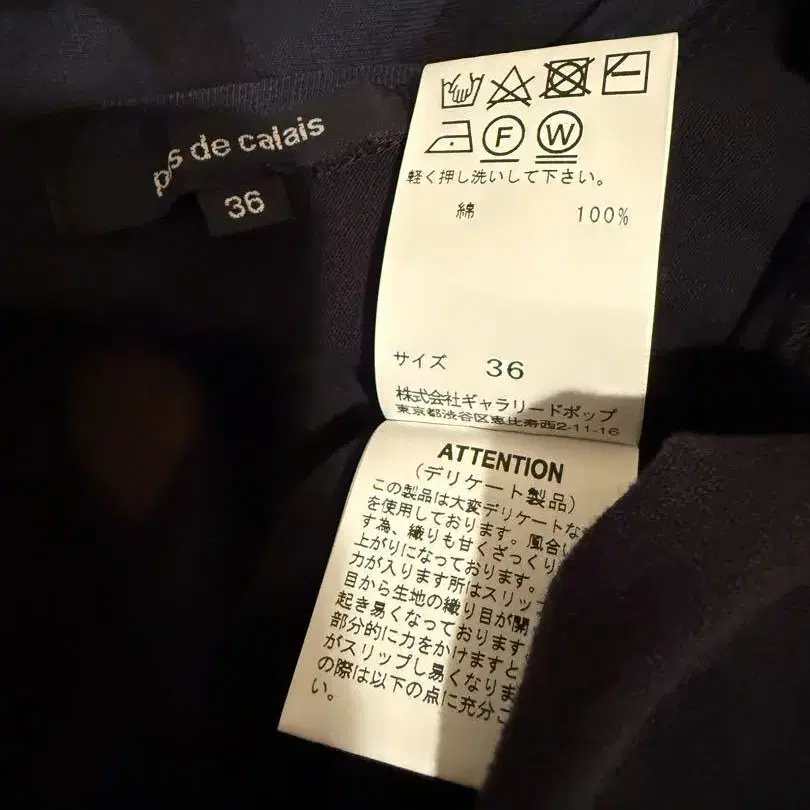 pas de calais
36
F
W
軽く押し洗いして下さい。
綿 100%
サイズ 36
株式会社ギャラリードポップ
東京都渋谷区恵比寿西2-11-16
ATTENTION
(デリケート製品)
この製品は大変デリケートな
を使用しております。風合い
す為、織りも甘くざっくり
上がりになっております。
力が入ります所はスリッ
目から生地の織り目が開
起き易くなっております。
部分的に力をかけますと
がスリップし易くなりま
の際は以下の点に充分
い。